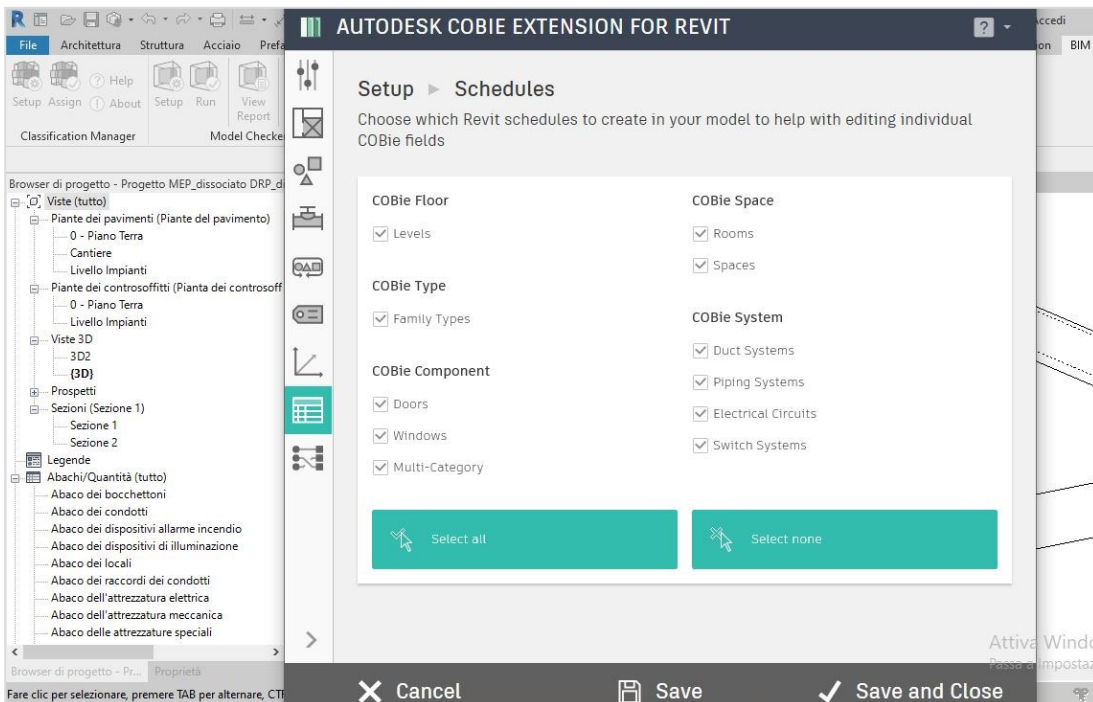 AUTODESK COBIE EXTENSION FOR REVIT
?
Accedi
File Architettura Struttura Acciaio Prefa
BIM
Setup Assign Help About Setup Run View Report
Classification Manager Model Checke
Browser di progetto - Progetto MEP_dissociato DRP_di
Viste (tutto)
Piante dei pavimenti (Piante del pavimento)
0 - Piano Terra
Cantiere
Livello Impianti
Piante dei controsoffitti (Pianta dei controsoff
0 - Piano Terra
Livello Impianti
Viste 3D
3D2
{3D}
Prospetti
Sezioni (Sezione 1)
Sezione 1
Sezione 2
Legende
Abachi/Quantità (tutto)
Abaco dei bocchettoni
Abaco dei condotti
Abaco dei dispositivi allarme incendio
Abaco dei dispositivi di illuminazione
Abaco dei locali
Abaco dei raccordi dei condotti
Abaco dell'attrezzatura elettrica
Abaco dell'attrezzatura meccanica
Abaco delle attrezzature speciali
Browser di progetto - Pr... Proprietà
Fare clic per selezionare, premere TAB per alternare, CTR
Setup Schedules
Choose which Revit schedules to create in your model to help with editing individual
COBie fields
COBie Floor
Levels
COBie Type
Family Types
COBie Component
Doors
Windows
Multi-Category
COBie Space
Rooms
Spaces
COBie System
Duct Systems
Piping Systems
Electrical Circuits
Switch Systems
Select all
Select none
Cancel
Save
Save and Close
Attiva Windo
Passa a Impostaz